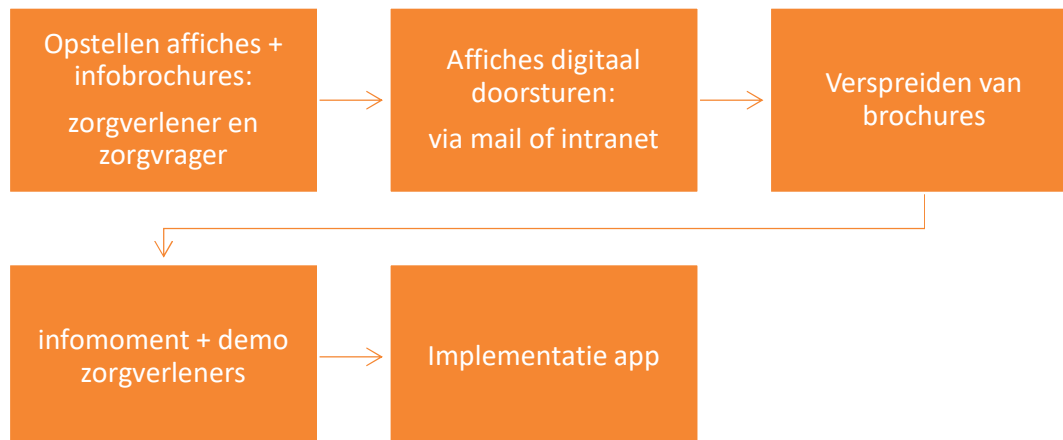 Opstellen affiches +
infobrochures:
zorgverlener en
zorgvrager
Affiches digitaal
doorsturen:
via mail of intranet
Verspreiden van
brochures
infomoment + demo
zorgverleners
Implementatie app